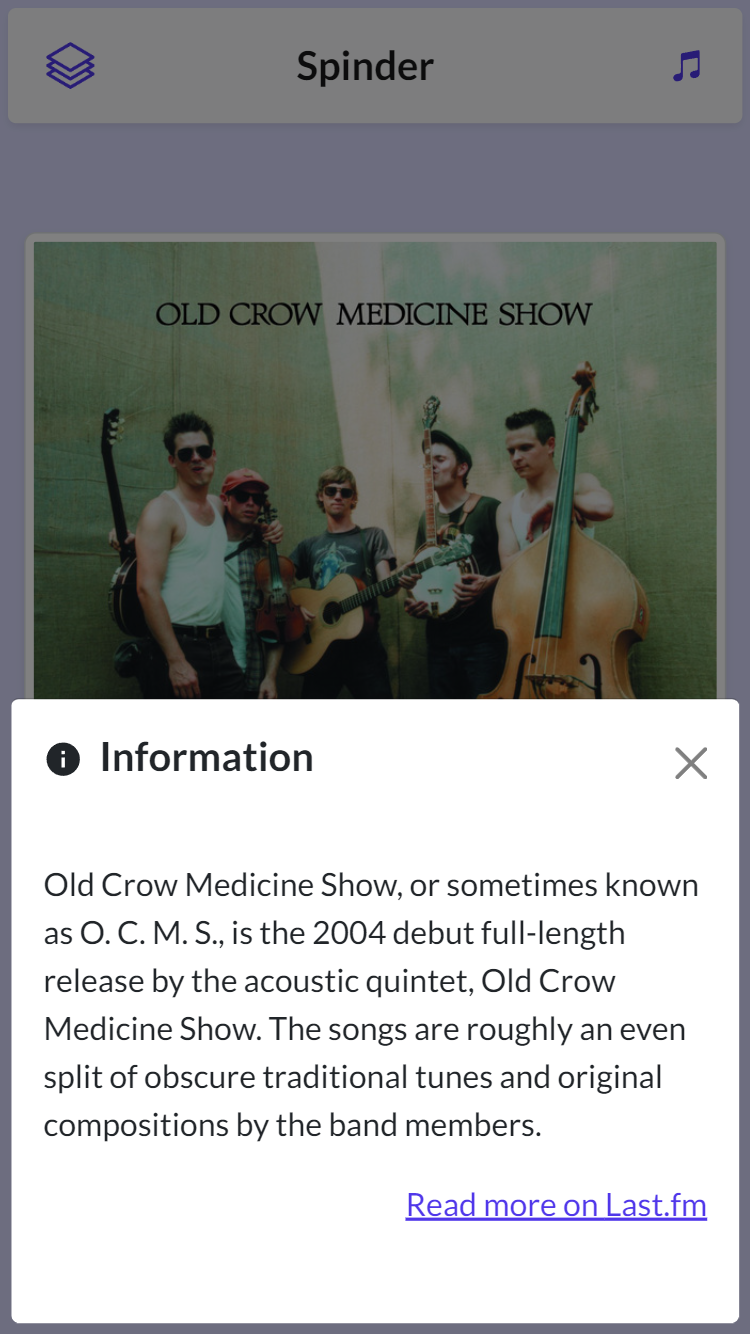 Spinder
OLD CROW MEDICINE SHOW
Information
Old Crow Medicine Show, or sometimes known
as O. C. M. S., is the 2004 debut full-length
release by the acoustic quintet, Old Crow
Medicine Show. The songs are roughly an even
split of obscure traditional tunes and original
compositions by the band members.
Read more on Last.fm